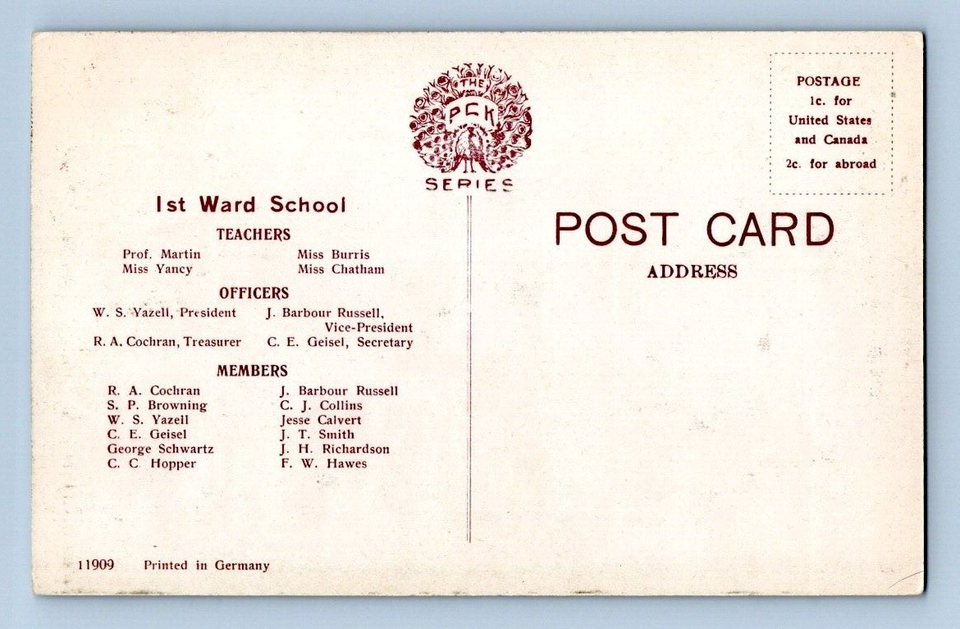 THE
PCK
SERIES
POSTAGE
1c. for
United States
and Canada
2c. for abroad
1st Ward School
TEACHERS
Prof. Martin Miss Burris
Miss Yancy Miss Chatham
OFFICERS
W. S. Yazell, President J. Barbour Russell,
Vice-President
R. A. Cochran, Treasurer C. E. Geisel, Secretary
MEMBERS
R. A. Cochran J. Barbour Russell
S. P. Browning C. J. Collins
W. S. Yazell Jesse Calvert
C. E. Geisel J. T. Smith
George Schwartz J. H. Richardson
C. C Hopper F. W. Hawes
11909 Printed in Germany
POST CARD
ADDRESS